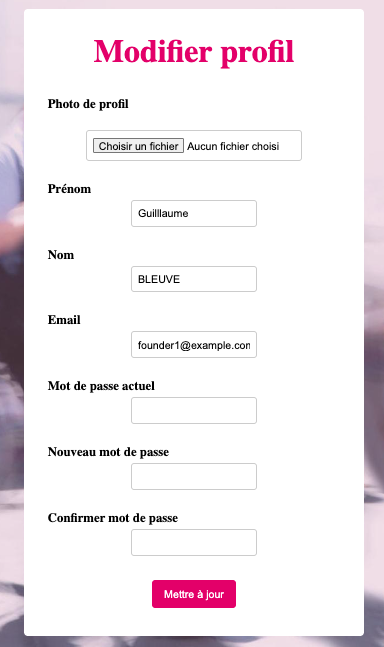 Modifier profil
Photo de profil
Choisir un fichier Aucun fichier choisi
Prénom
Guilllaume
Nom
BLEUVE
Email
founder1@example.con
Mot de passe actuel
Nouveau mot de passe
Confirmer mot de passe
Mettre à jour